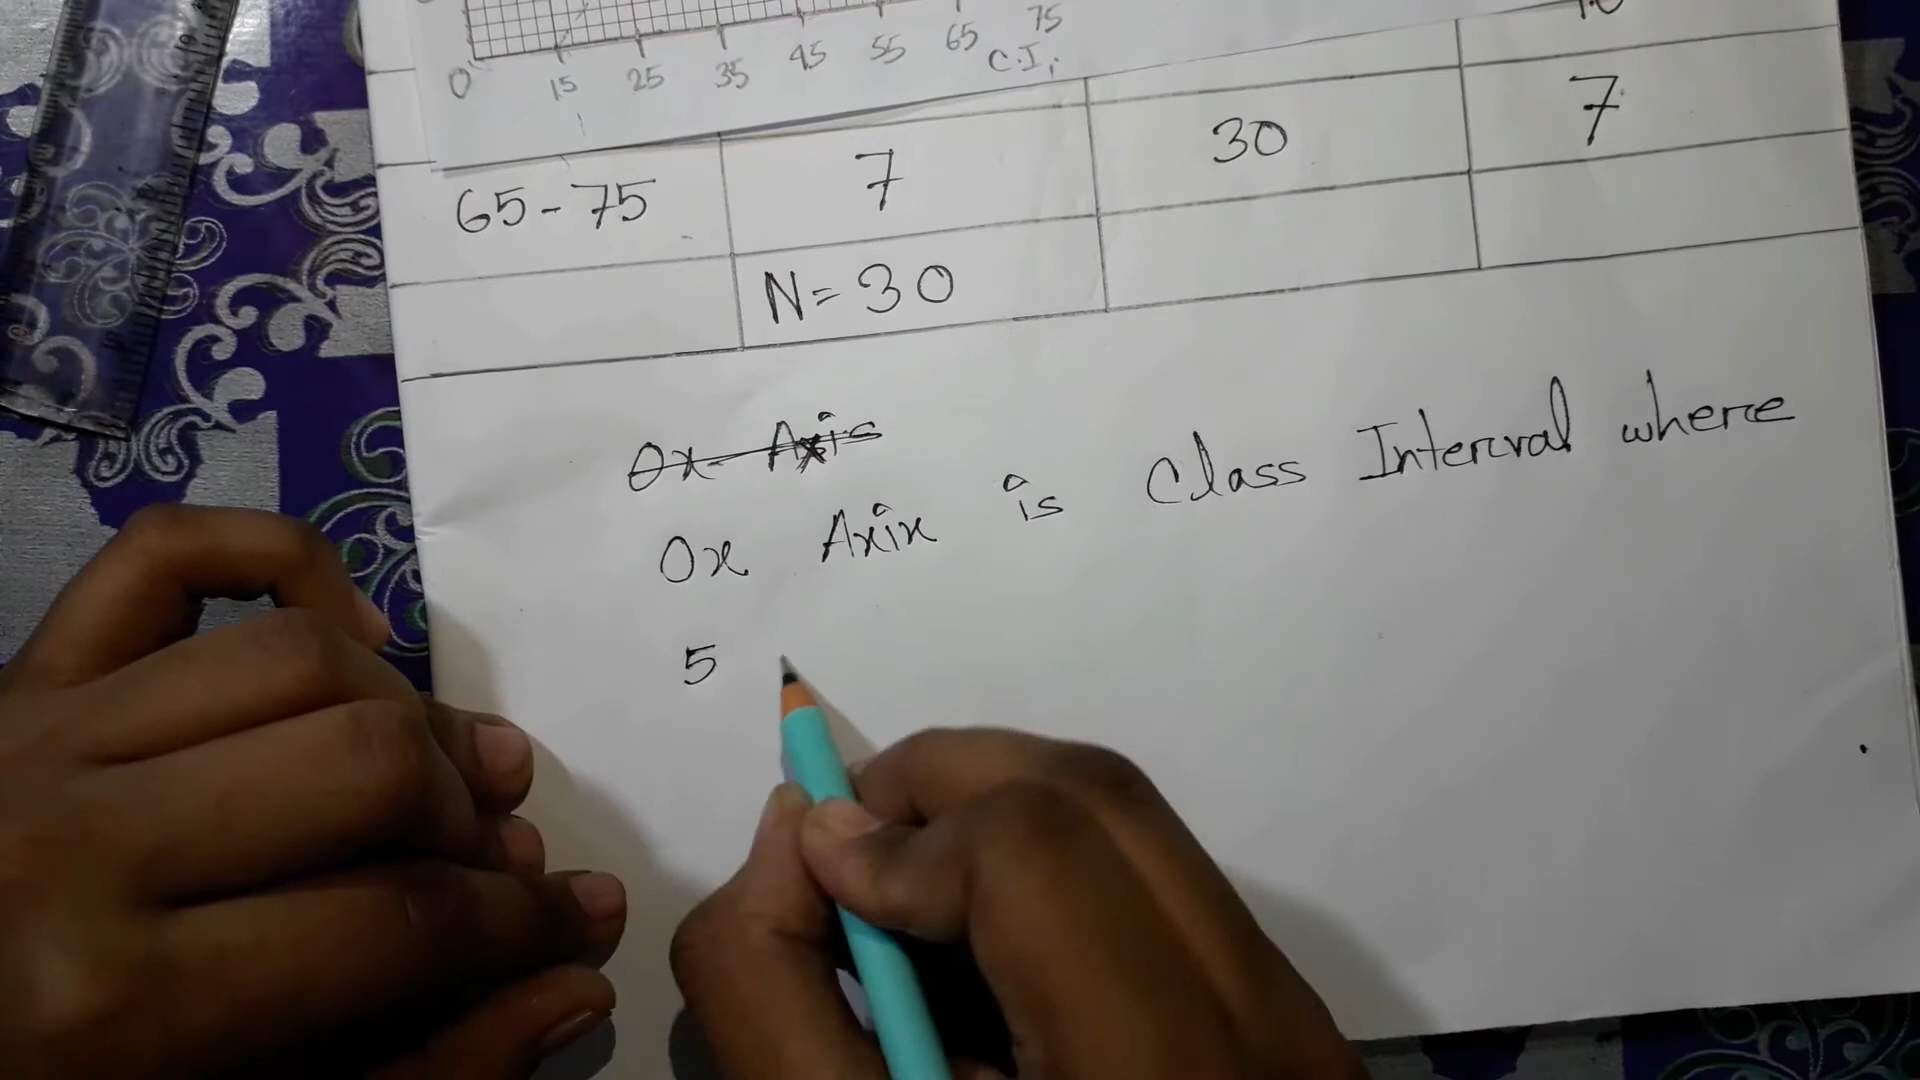 0 15 25 35 45 55 65 75
C.I.
65-75 7 30 7
N=30
Ox Axis
Ox Axix is Class Interval where
5